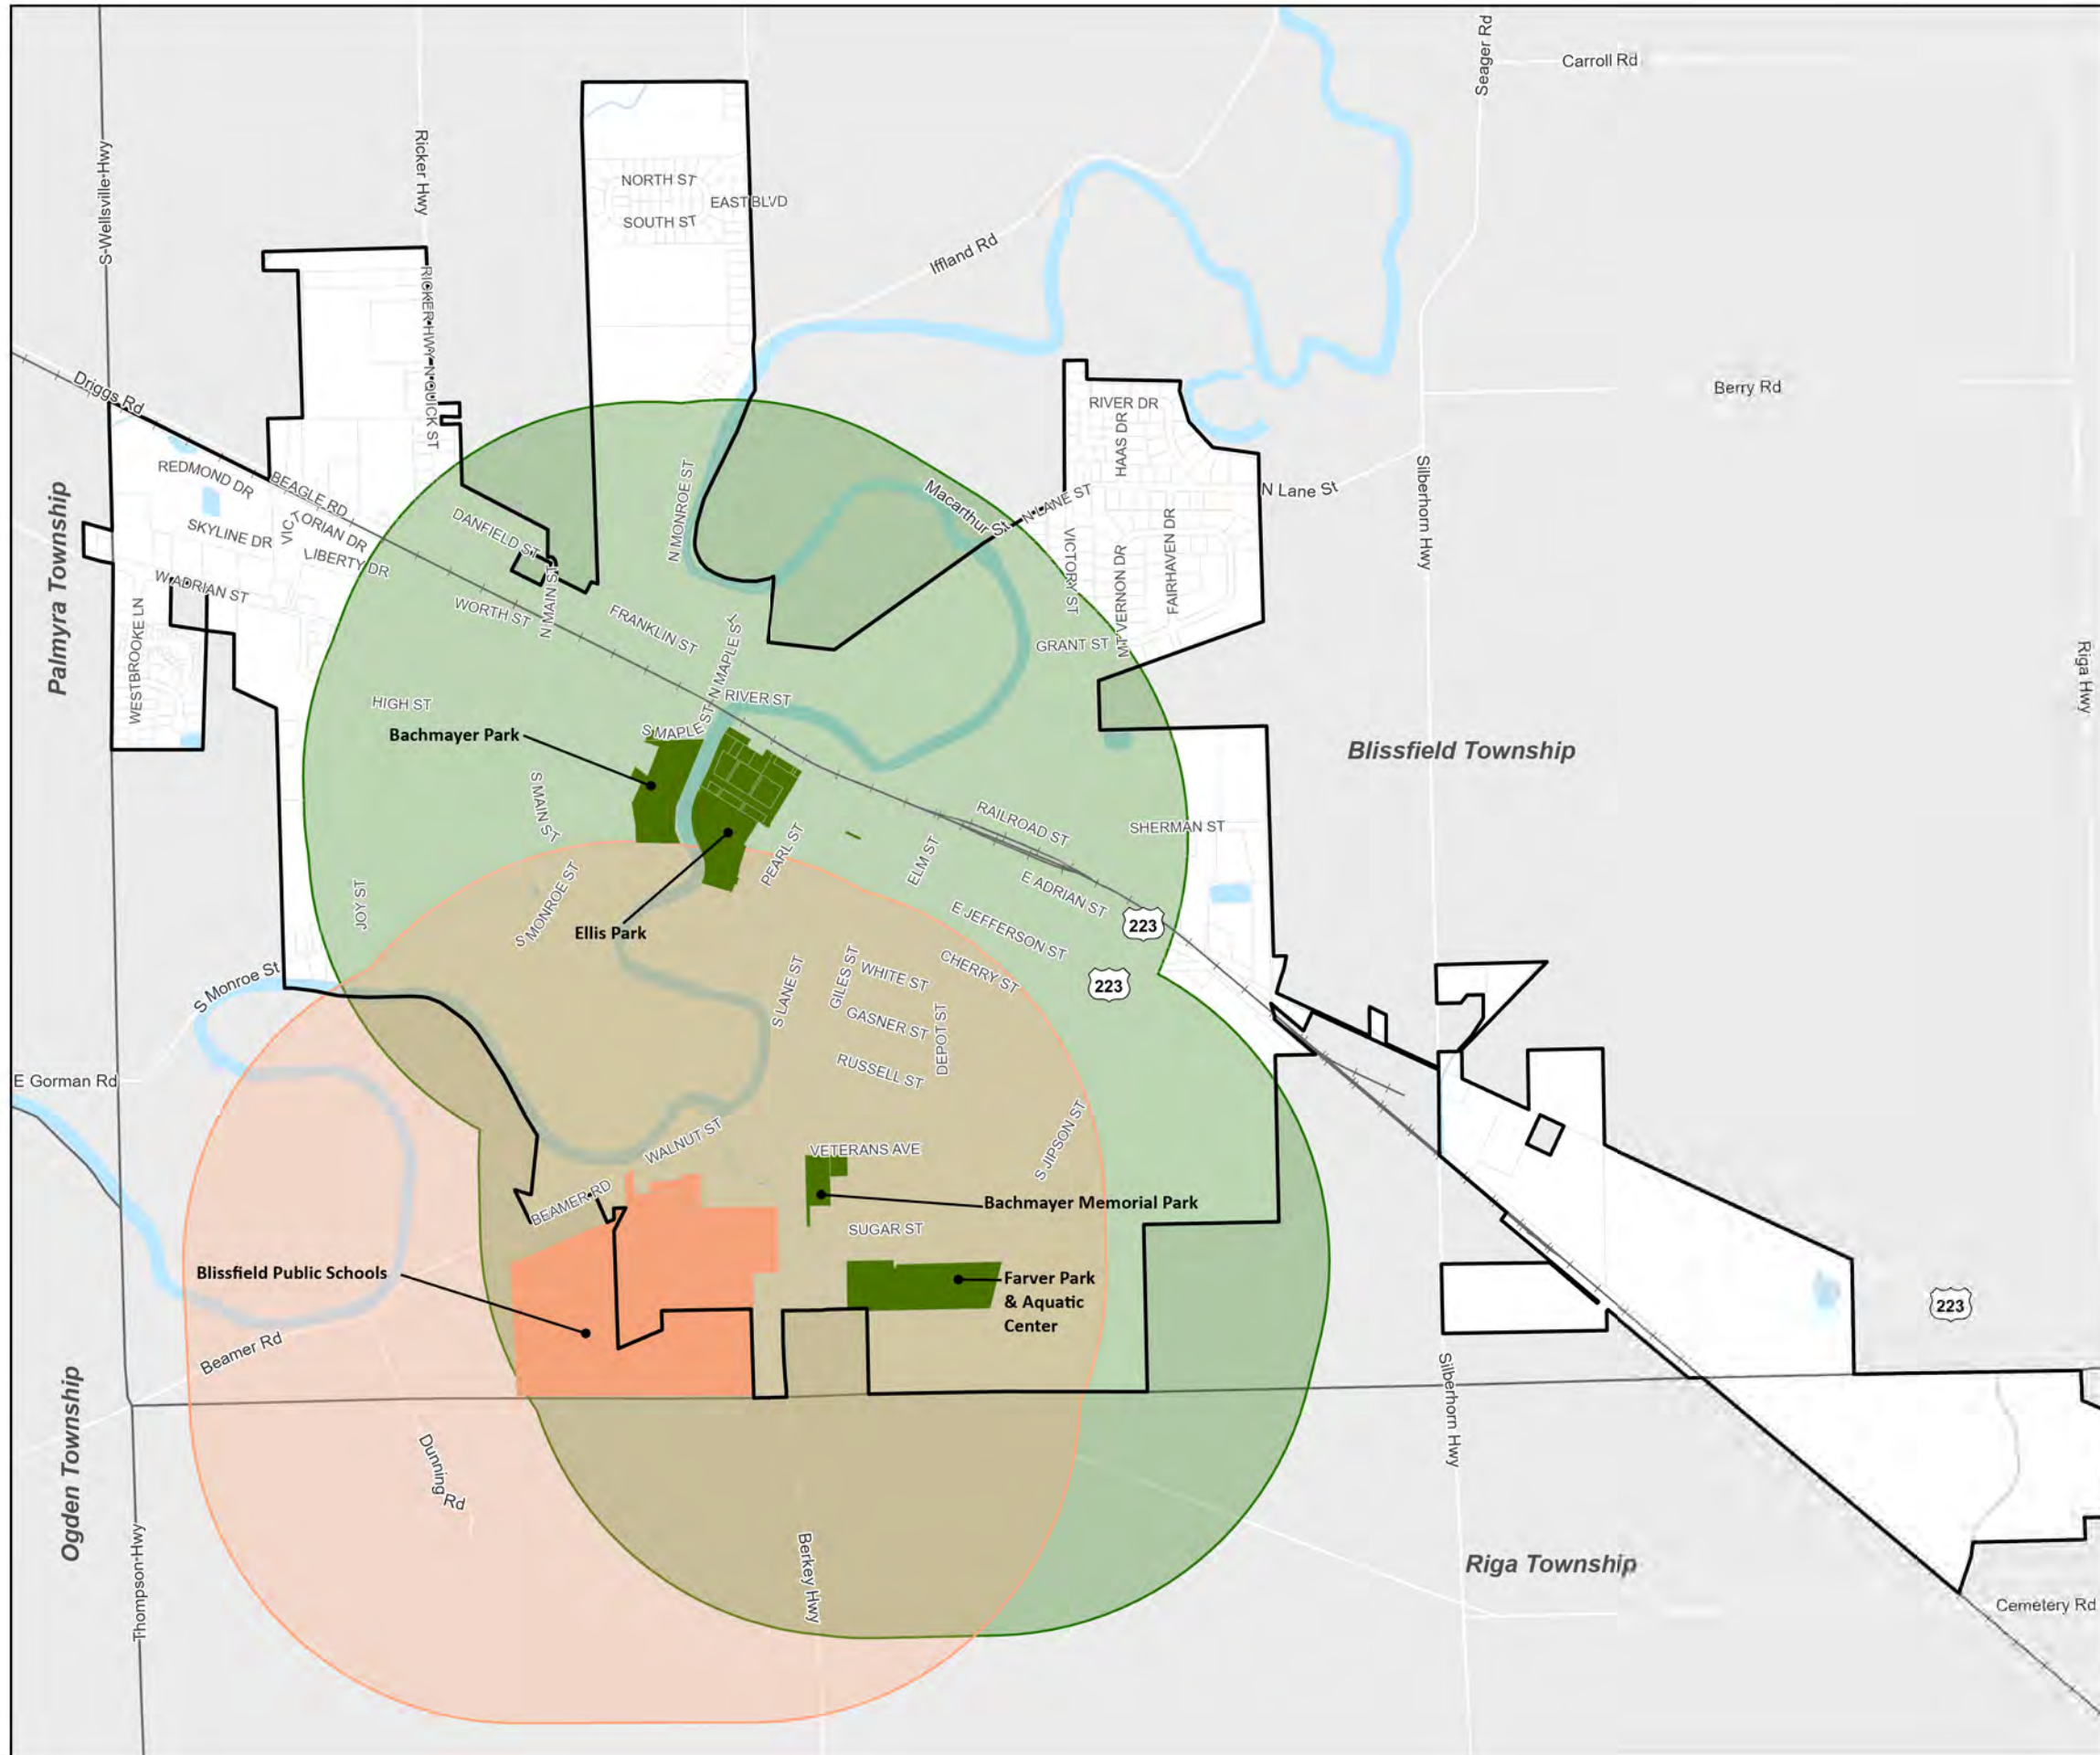 Seager Rd
Carroll Rd
S-Wellsville-Hwy
Ricker Hwy
NORTH ST
EAST BLVD
SOUTH ST
Iffland Rd
RICKER HWY N QUICK ST
Driggs Rd
Berry Rd
RIVER DR
HAAS DR
REDMOND DR
BEAGLE RD
N MONROE ST
Macarthur St
N LANE ST
N Lane St
Silberhorn Hwy
Palmyra Township
SKYLINE DR
VICTORIAN DR
LIBERTY DR
DANFIELD ST
W ADRIAN ST
WESTBROOKE LN
WORTH ST
N MAIN ST
FRANKLIN ST
N MAPLE ST
VICTORY ST
MT VERNON DR
FAIRHAVEN DR
GRANT ST
Riga Hwy
HIGH ST
RIVER ST
Bachmayer Park
S MAPLE ST
Blissfield Township
S MAIN ST
RAILROAD ST
SHERMAN ST
PEARL ST
ELM ST
JOY ST
S MONROE ST
E ADRIAN ST
223
Ellis Park
E JEFFERSON ST
S Monroe St
S LANE ST
GILES ST
WHITE ST
CHERRY ST
223
GASNER ST
DEPOT ST
RUSSELL ST
E Gorman Rd
WALNUT ST
VETERANS AVE
S JIPSON ST
BEAMER RD
Bachmayer Memorial Park
SUGAR ST
Blissfield Public Schools
Farver Park
& Aquatic
Center
223
Beamer Rd
Silberhorn Hwy
Ogden Township
Dunning Rd
Thompson-Hwy
Berkey Hwy
Riga Township
Cemetery Rd